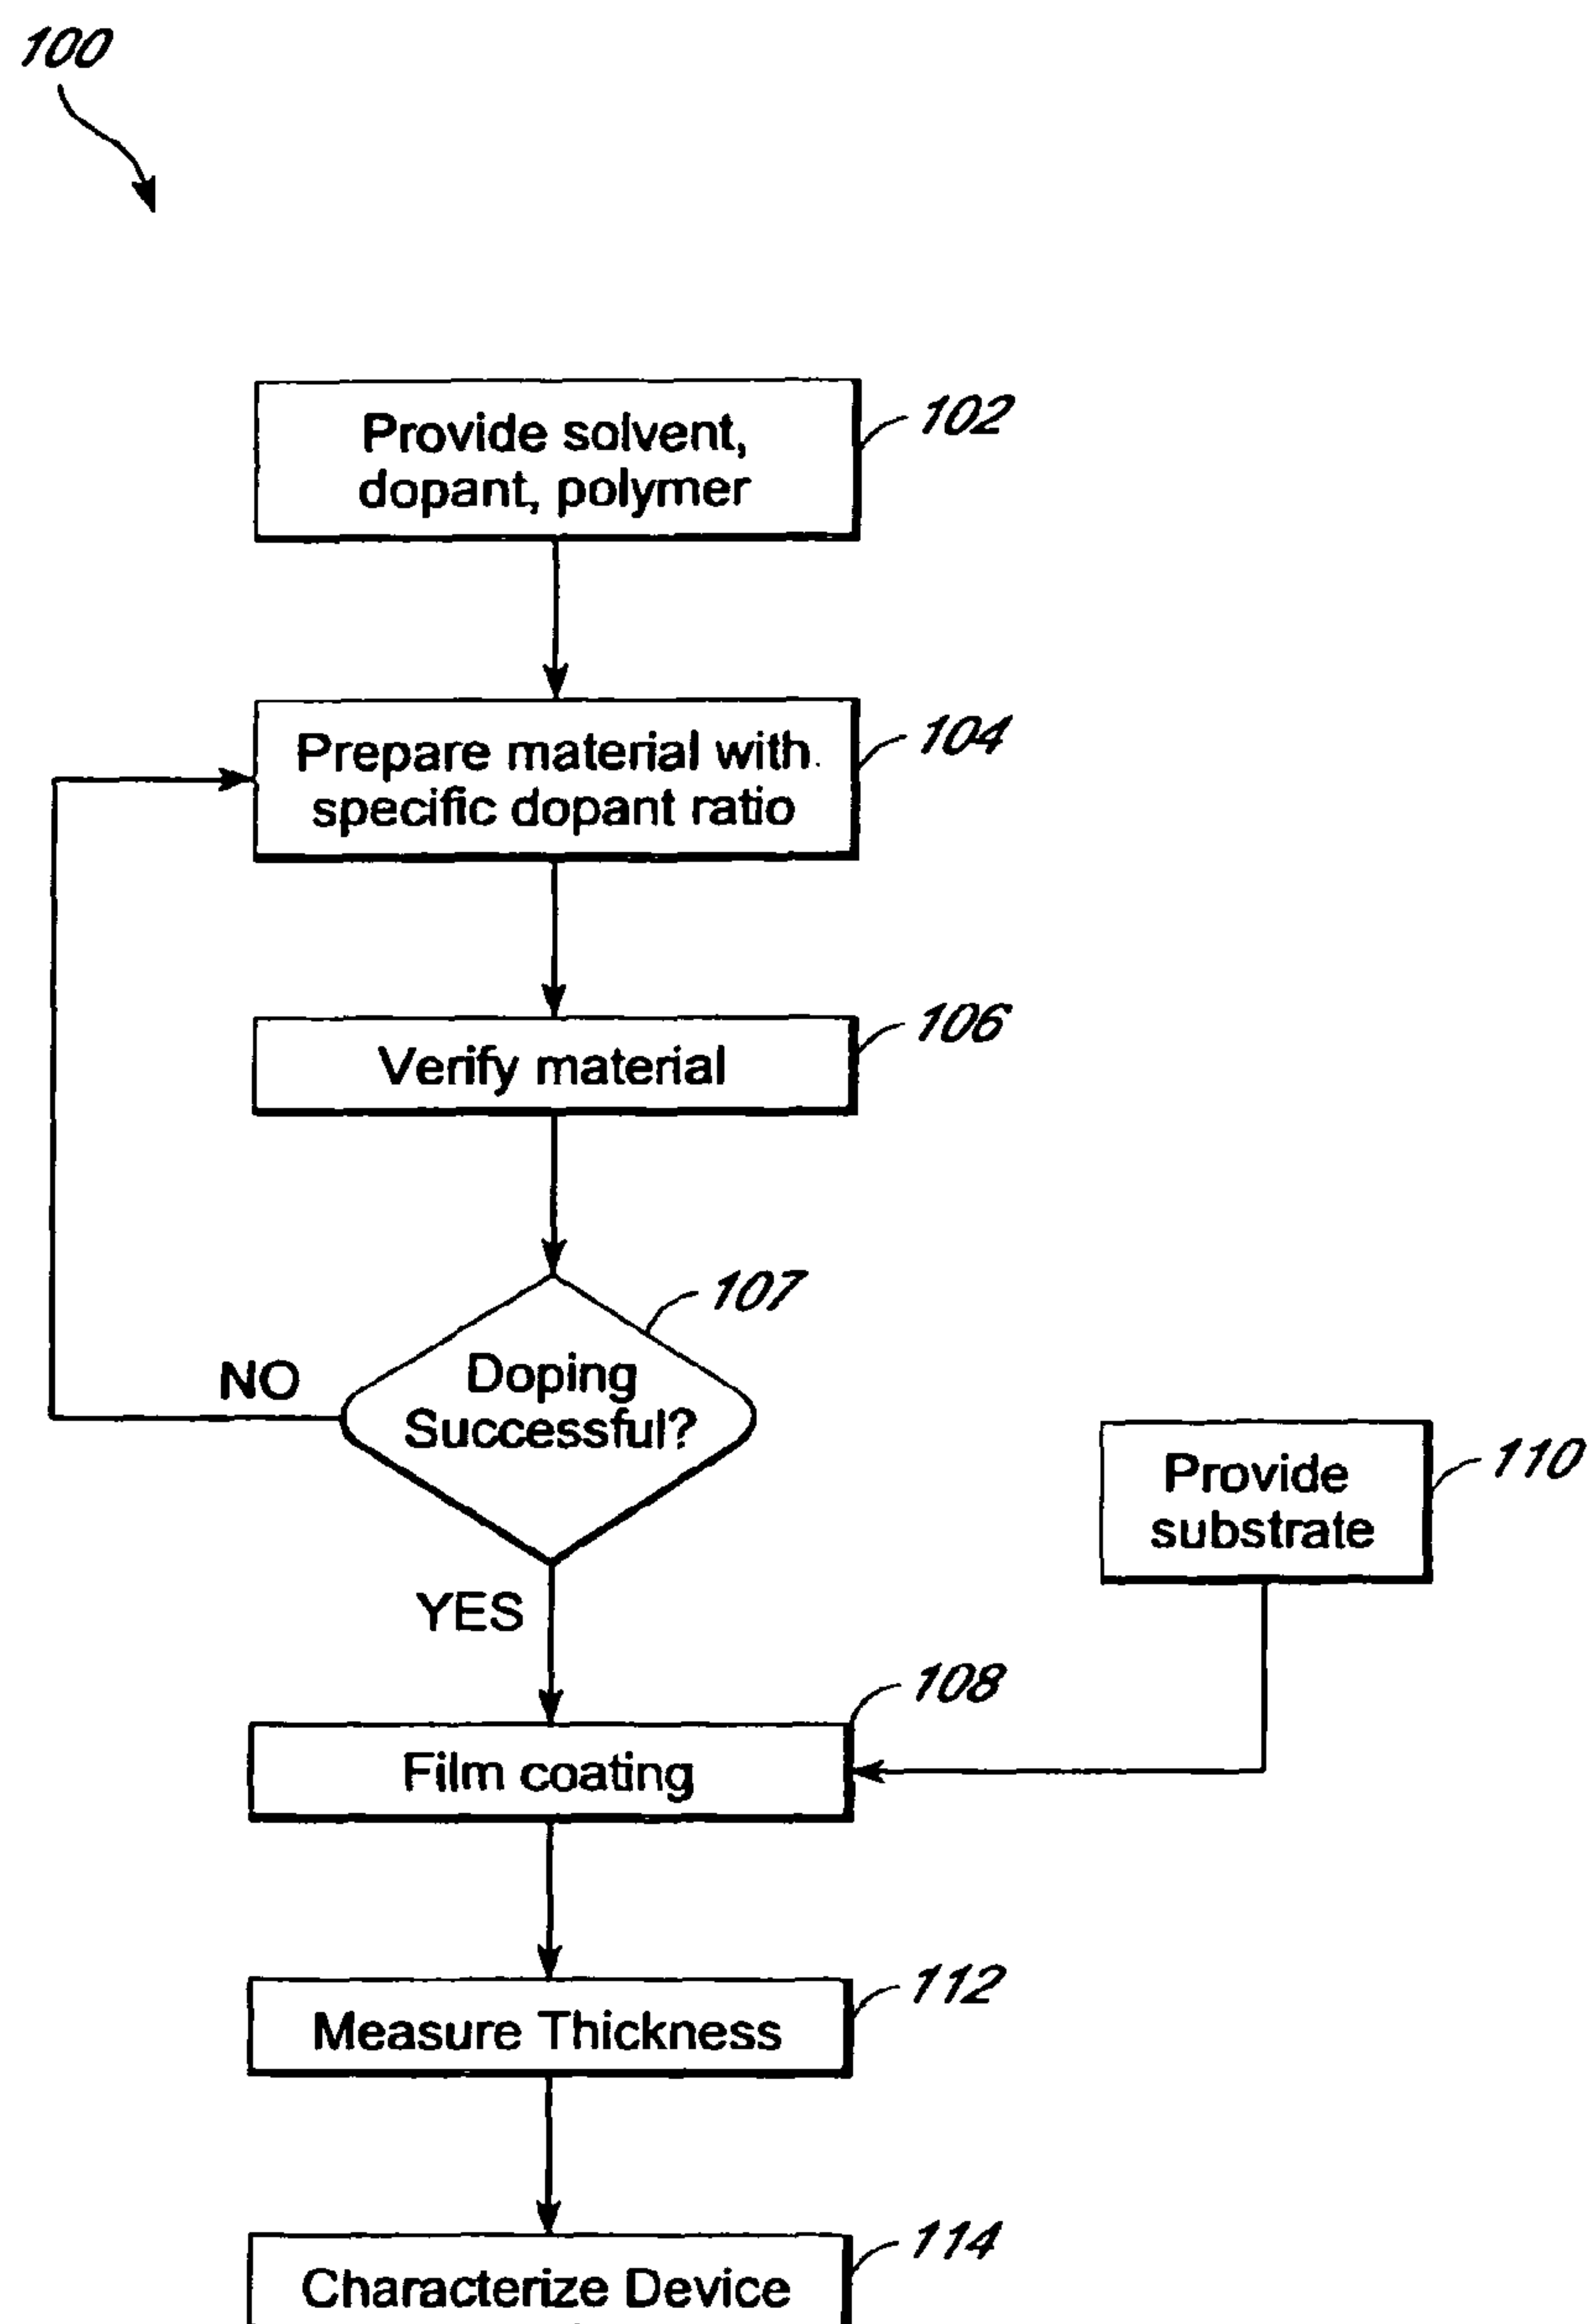 100
Provide solvent,
dopant, polymer
102
Prepare material with
specific dopant ratio
104
Verify material
106
107
Doping
Successful?
NO
YES
Provide
substrate
110
108
Film coating
Measure Thickness
112
Characterize Device
114